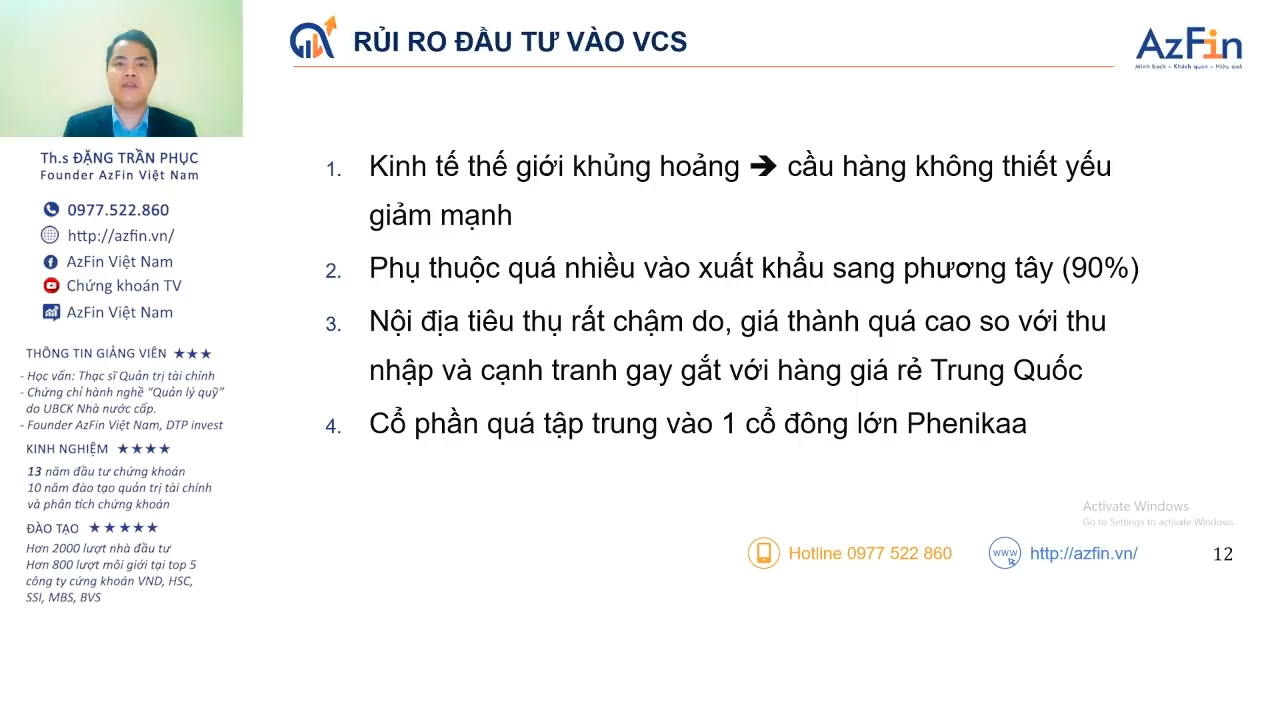 RỦI RO ĐẦU TƯ VÀO VCS
AzFin
Minh bạch – Khách quan – Hiệu quả
Th.s ĐẶNG TRẦN PHỤC
Founder AzFin Việt Nam
0977.522.860
http://azfin.vn/
AzFin Việt Nam
Chứng khoán TV
AzFin Việt Nam
THÔNG TIN GIẢNG VIÊN ★★★
- Học vấn: Thạc sĩ Quản trị tài chính
- Chứng chỉ hành nghề “Quản lý quỹ”
do UBCK Nhà nước cấp.
- Founder AzFin Việt Nam, DTP invest
KINH NGHIỆM ★★★★
13 năm đầu tư chứng khoán
10 năm đào tạo quản trị tài chính
và phân tích chứng khoán
ĐÀO TẠO ★★★★★
Hơn 2000 lượt nhà đầu tư
Hơn 800 lượt môi giới tại top 5
công ty cứng khoán VND, HSC,
SSI, MBS, BVS
1. Kinh tế thế giới khủng hoảng ➔ cầu hàng không thiết yếu
giảm mạnh
2. Phụ thuộc quá nhiều vào xuất khẩu sang phương tây (90%)
3. Nội địa tiêu thụ rất chậm do, giá thành quá cao so với thu
nhập và cạnh tranh gay gắt với hàng giá rẻ Trung Quốc
4. Cổ phần quá tập trung vào 1 cổ đông lớn Phenikaa
Activate Windows
Go to Settings to activate Windows.
Hotline 0977 522 860
www
http://azfin.vn/
12